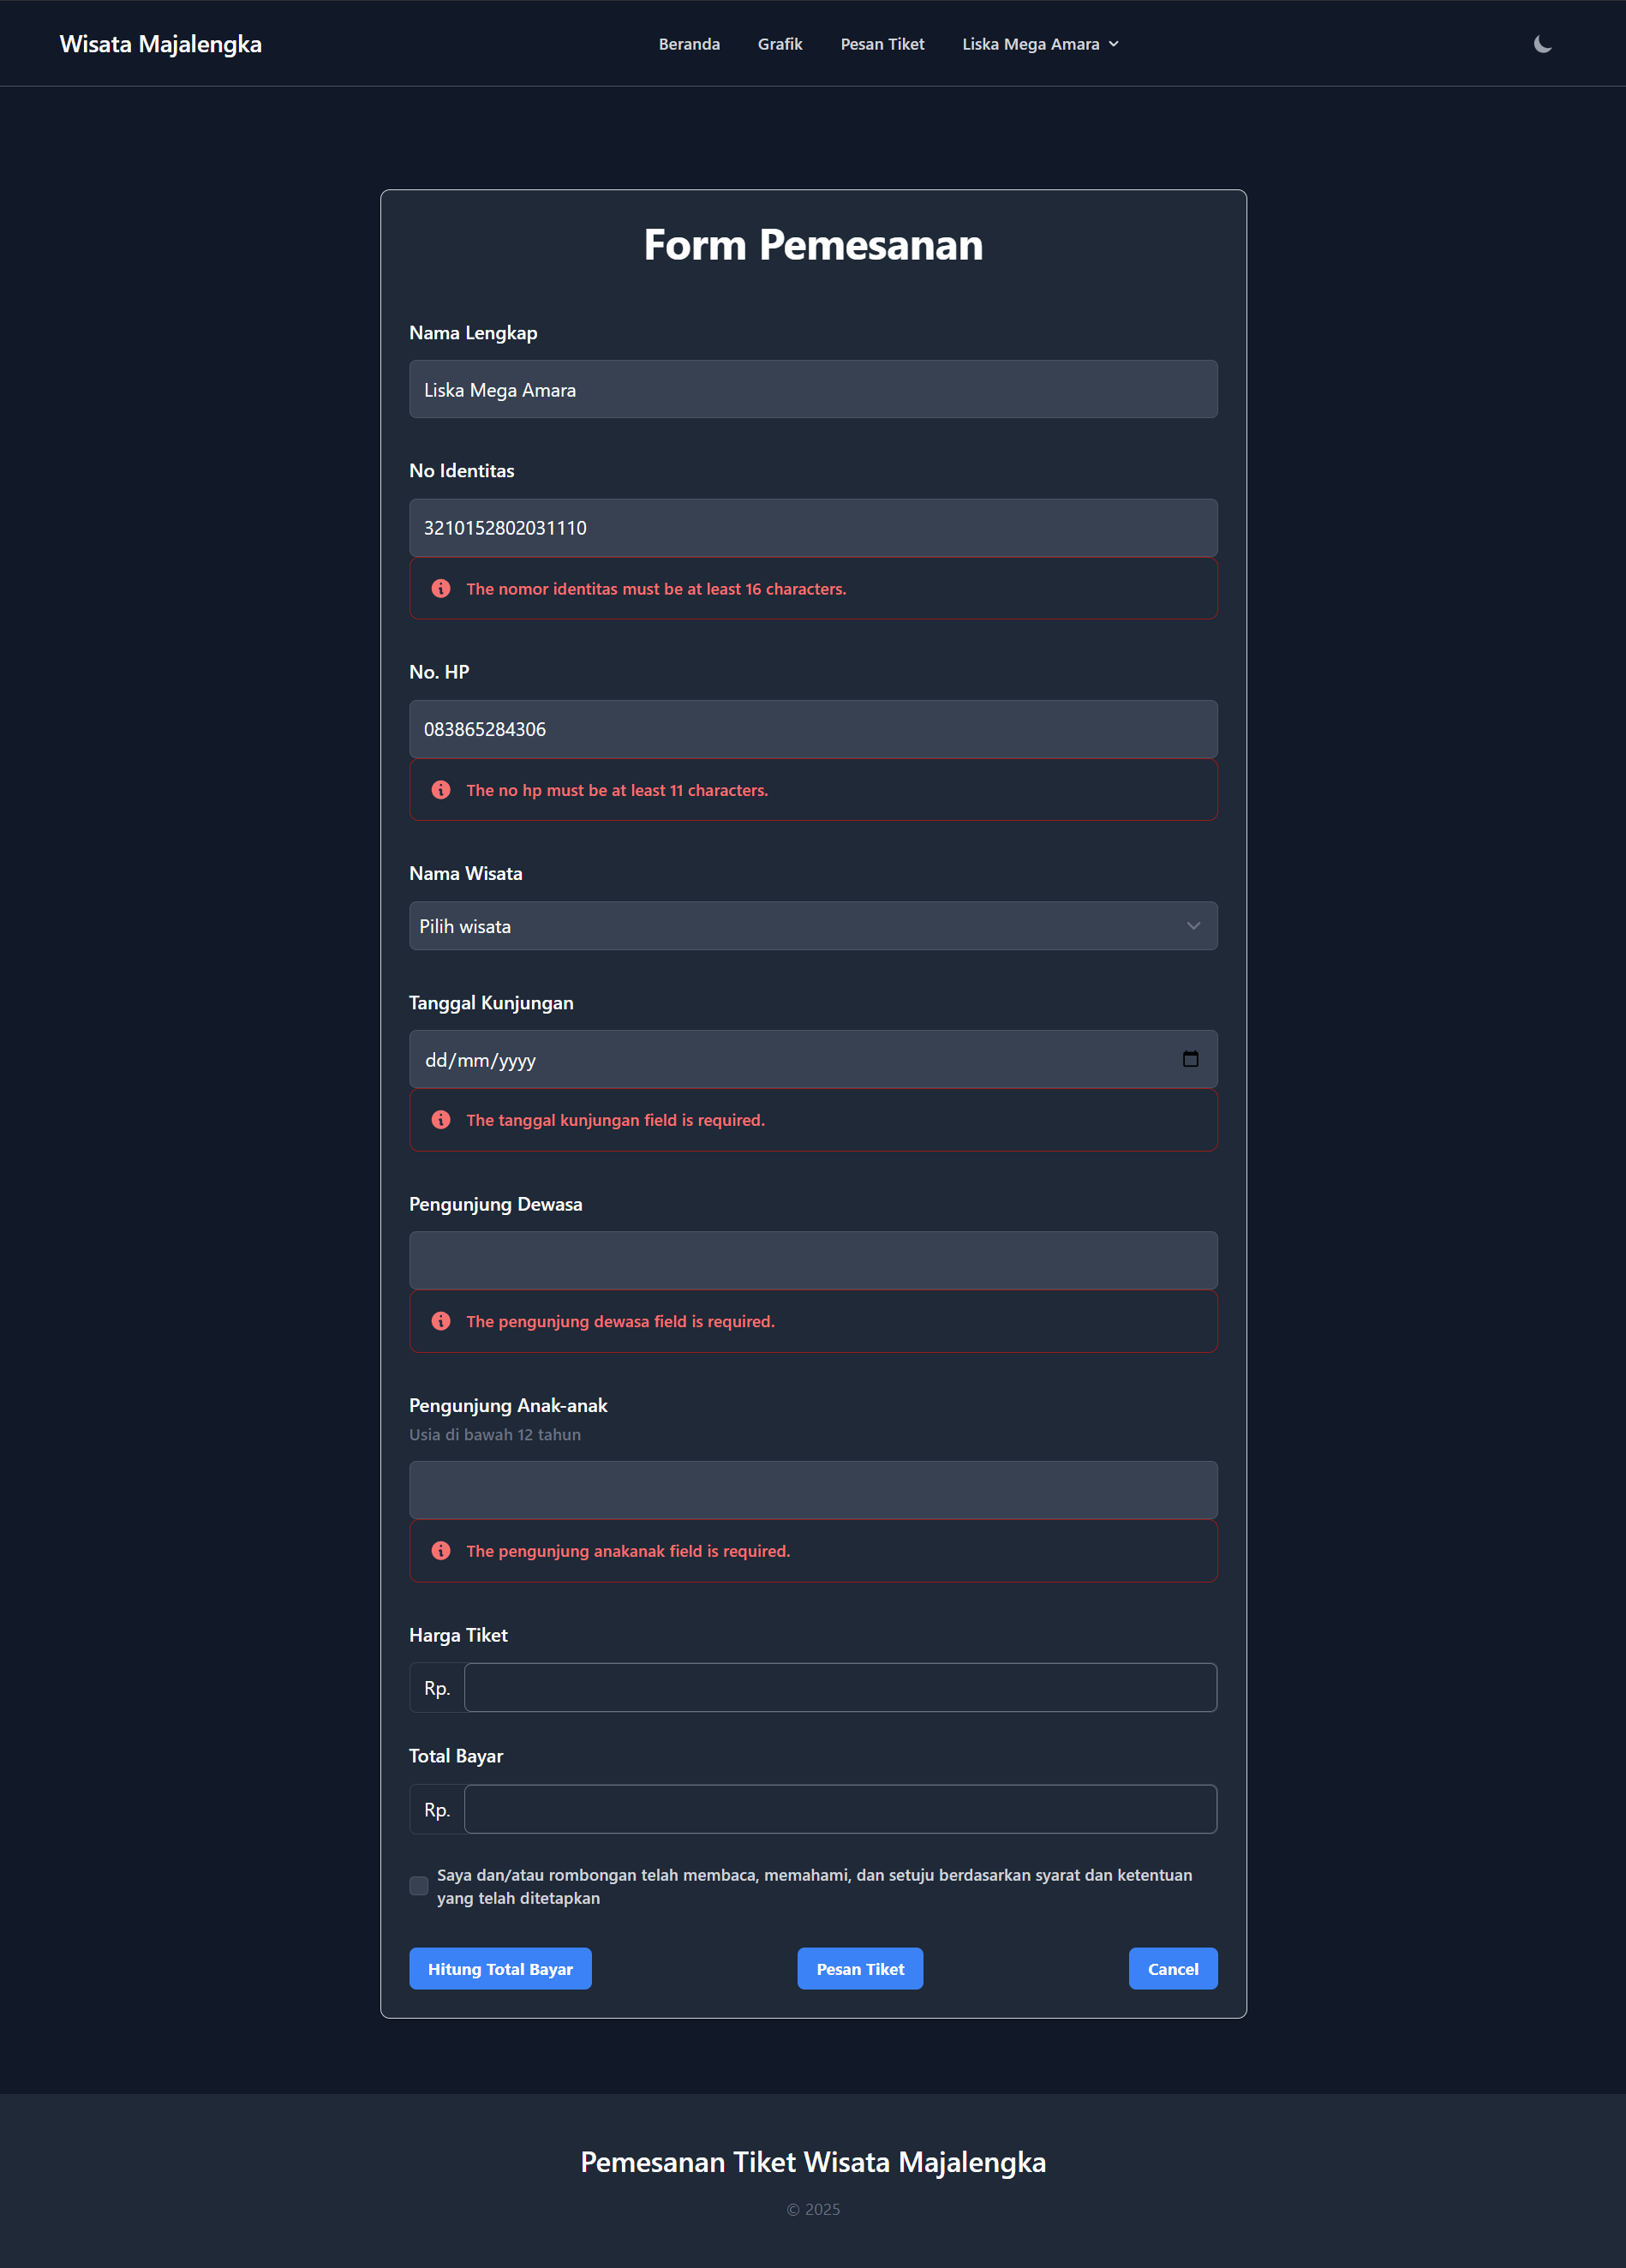 Wisata Majalengka
Beranda
Grafik
Pesan Tiket
Liska Mega Amara
Form Pemesanan
Nama Lengkap
Liska Mega Amara
No Identitas
3210152802031110
The nomor identitas must be at least 16 characters.
No. HP
083865284306
The no hp must be at least 11 characters.
Nama Wisata
Pilih wisata
Tanggal Kunjungan
dd/mm/yyyy
The tanggal kunjungan field is required.
Pengunjung Dewasa
The pengunjung dewasa field is required.
Pengunjung Anak-anak
Usia di bawah 12 tahun
The pengunjung anakanak field is required.
Harga Tiket
Rp.
Total Bayar
Rp.
Saya dan/atau rombongan telah membaca, memahami, dan setuju berdasarkan syarat dan ketentuan
yang telah ditetapkan
Hitung Total Bayar
Pesan Tiket
Cancel
Pemesanan Tiket Wisata Majalengka
© 2025